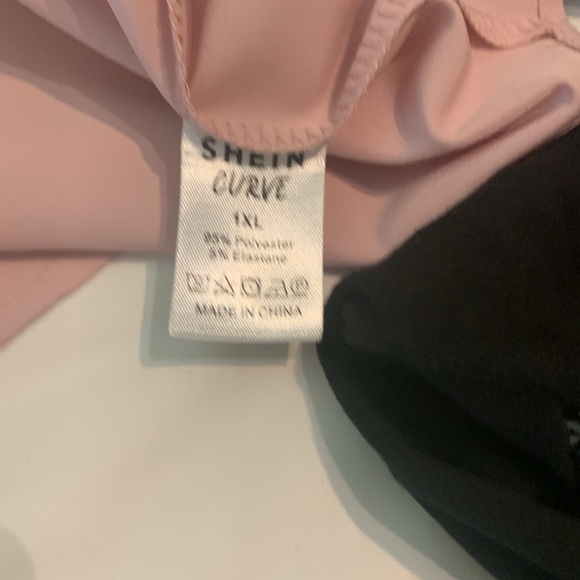 SHEIN
CURVE
1XL
95% Polyester
5% Elastane
MADE IN CHINA